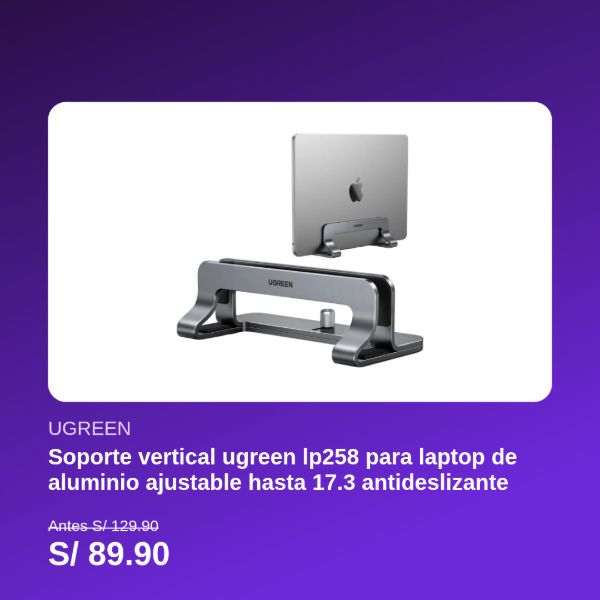 UGREEN
UGREEN
Soporte vertical ugreen lp258 para laptop de
aluminio ajustable hasta 17.3 antideslizante
Antes S/ 129.90
S/ 89.90